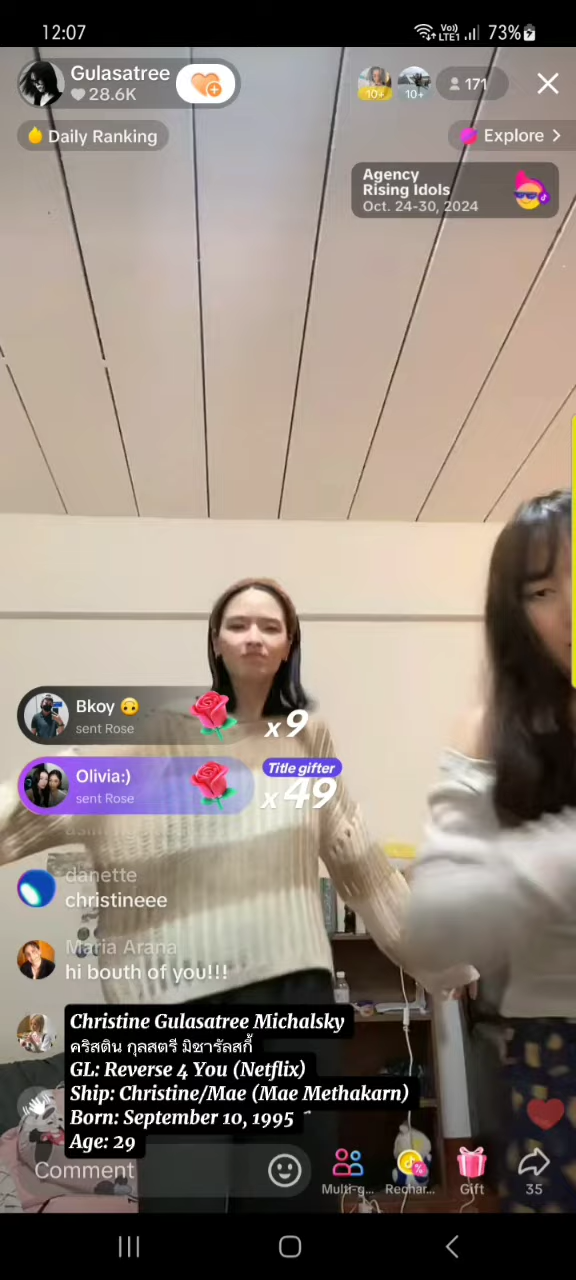 12:07
Vo))
LTE1
73%
Gulasatree
28.6K
10+
10+
171
Daily Ranking
Explore >
Agency
Rising Idols
Oct. 24-30, 2024
Bkoy 🙃
sent Rose
x9
Olivia:)
sent Rose
Title gifter
x49
danette
christineee
Maria Arana
hi bouth of you!!!
Christine Gulasatree Michalsky
คริสติน กุลสตรี มิชารัลสกี้
GL: Reverse 4 You (Netflix)
Ship: Christine/Mae (Mae Methakarn)
Born: September 10, 1995
Age: 29
Comment
Multi-g...
Rechar...
Gift
35